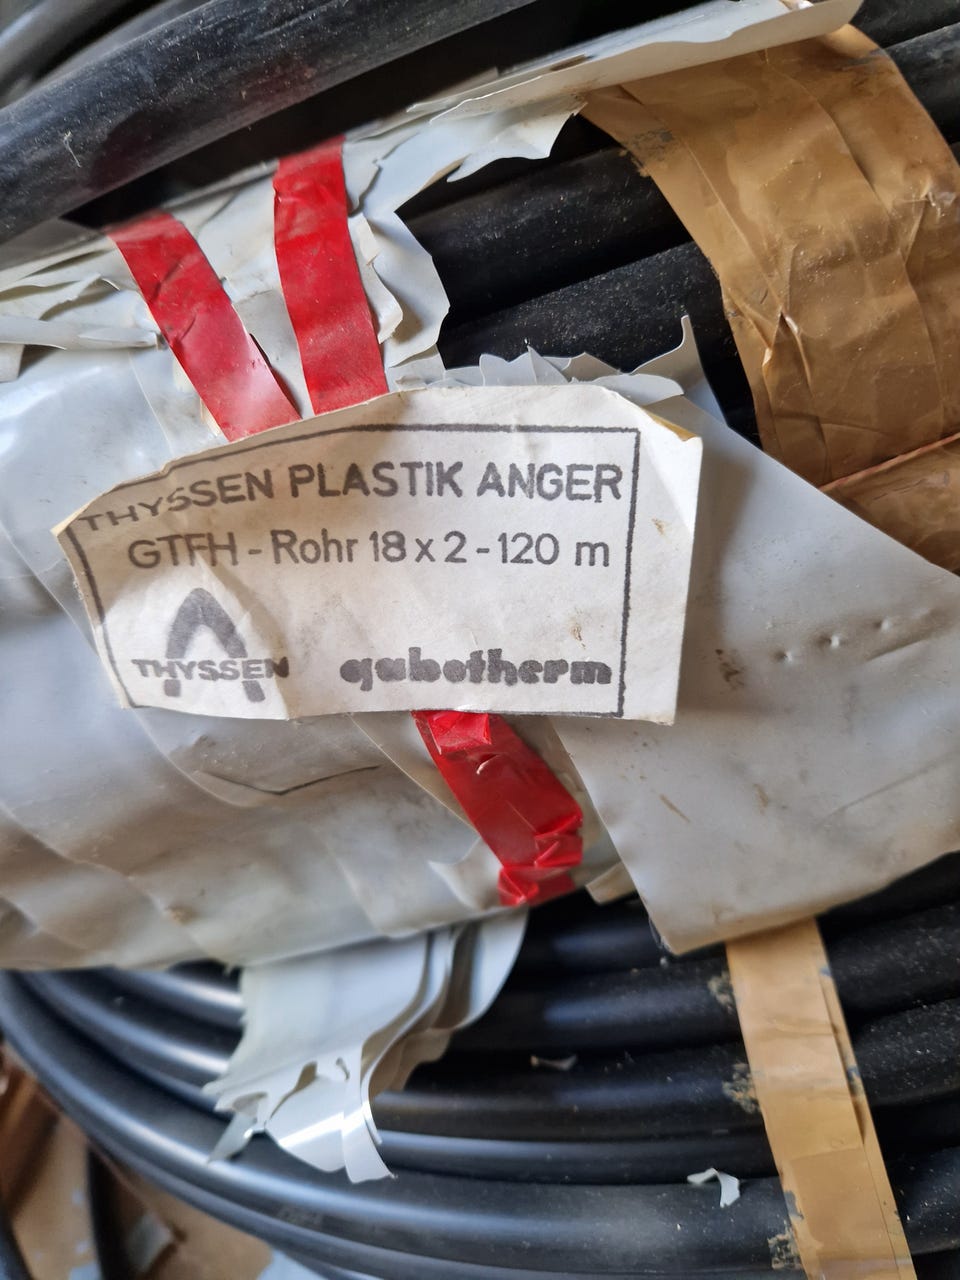 THYSSEN PLASTIK ANGER
GTFH - Rohr 18 x 2 - 120 m
THYSSEN
gabotherm